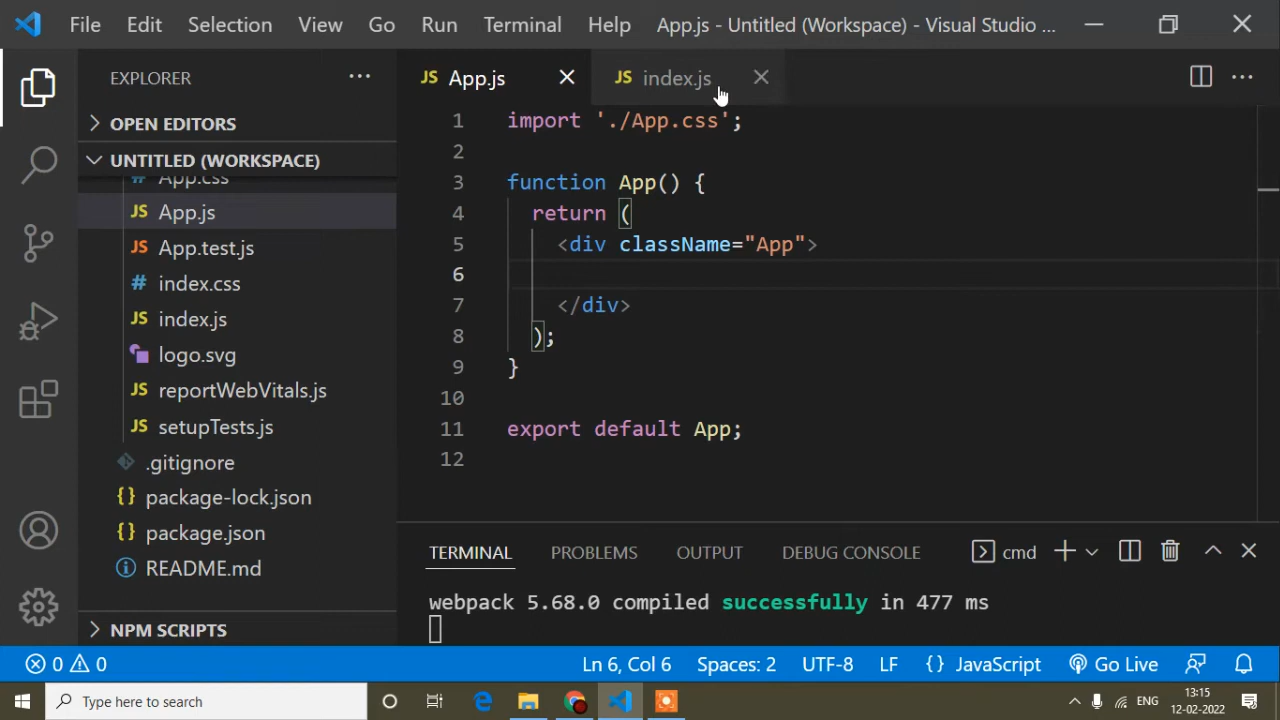 File Edit Selection View Go Run Terminal Help App.js - Untitled (Workspace) - Visual Studio ...
EXPLORER
JS App.js
JS index.js
OPEN EDITORS
UNTITLED (WORKSPACE)
# App.css
JS App.js
JS App.test.js
# index.css
JS index.js
logo.svg
JS reportWebVitals.js
JS setupTests.js
.gitignore
{} package-lock.json
{} package.json
README.md
NPM SCRIPTS
1 import './App.css';
2
3 function App() {
4 return (
5 <div className="App">
6
7 </div>
8 );
9 }
10
11 export default App;
12
TERMINAL PROBLEMS OUTPUT DEBUG CONSOLE cmd
webpack 5.68.0 compiled successfully in 477 ms
0 0 Ln 6, Col 6 Spaces: 2 UTF-8 LF {} JavaScript Go Live
Type here to search
ENG
13:15
12-02-2022